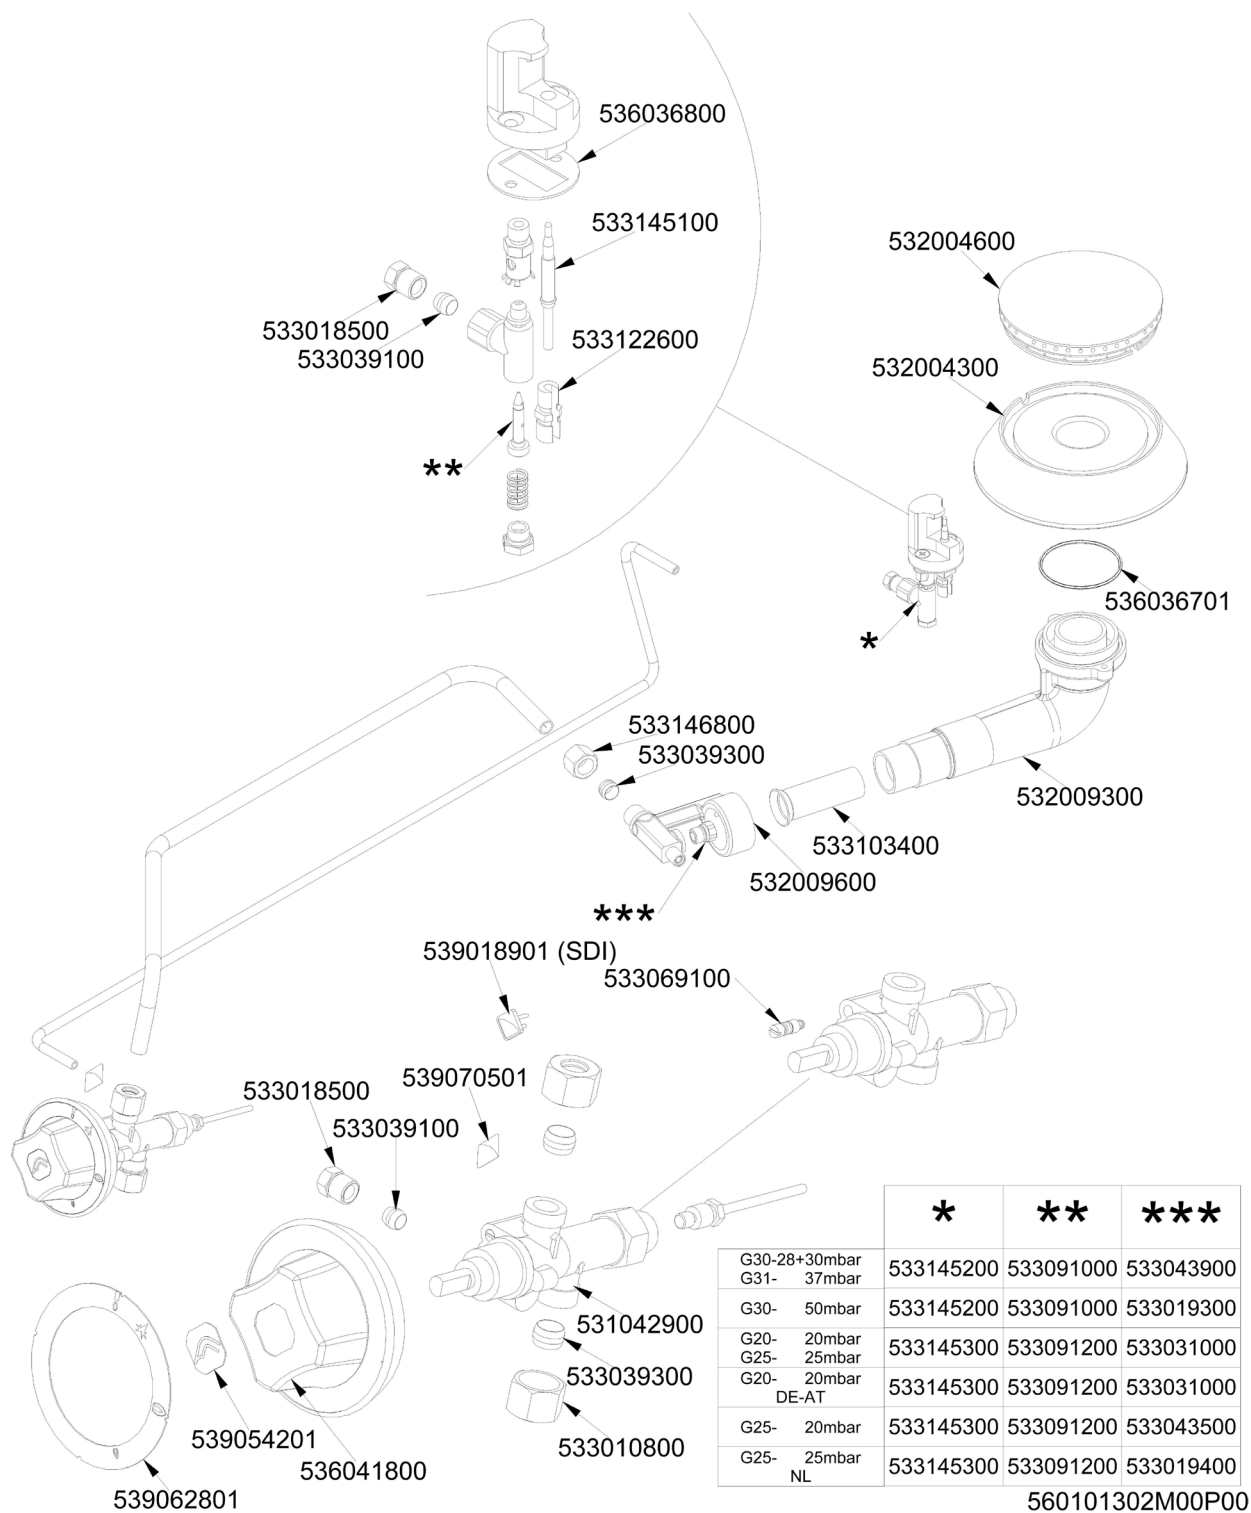 536036800
533145100
532004600
533018500
533039100
533122600
532004300
**
536036701
*
533146800
533039300
532009300
533103400
532009600
***
539018901 (SDI)
533069100
539070501
533018500
533039100
* ** ***
G30-28+30mbar
G31- 37mbar 533145200 533091000 533043900
G30- 50mbar 533145200 533091000 533019300
G20- 20mbar
G25- 25mbar 533145300 533091200 533031000
G20- 20mbar
DE-AT 533145300 533091200 533031000
G25- 20mbar 533145300 533091200 533043500
G25- 25mbar
NL 533145300 533091200 533019400
531042900
533039300
533010800
539054201
536041800
539062801
560101302M00P00